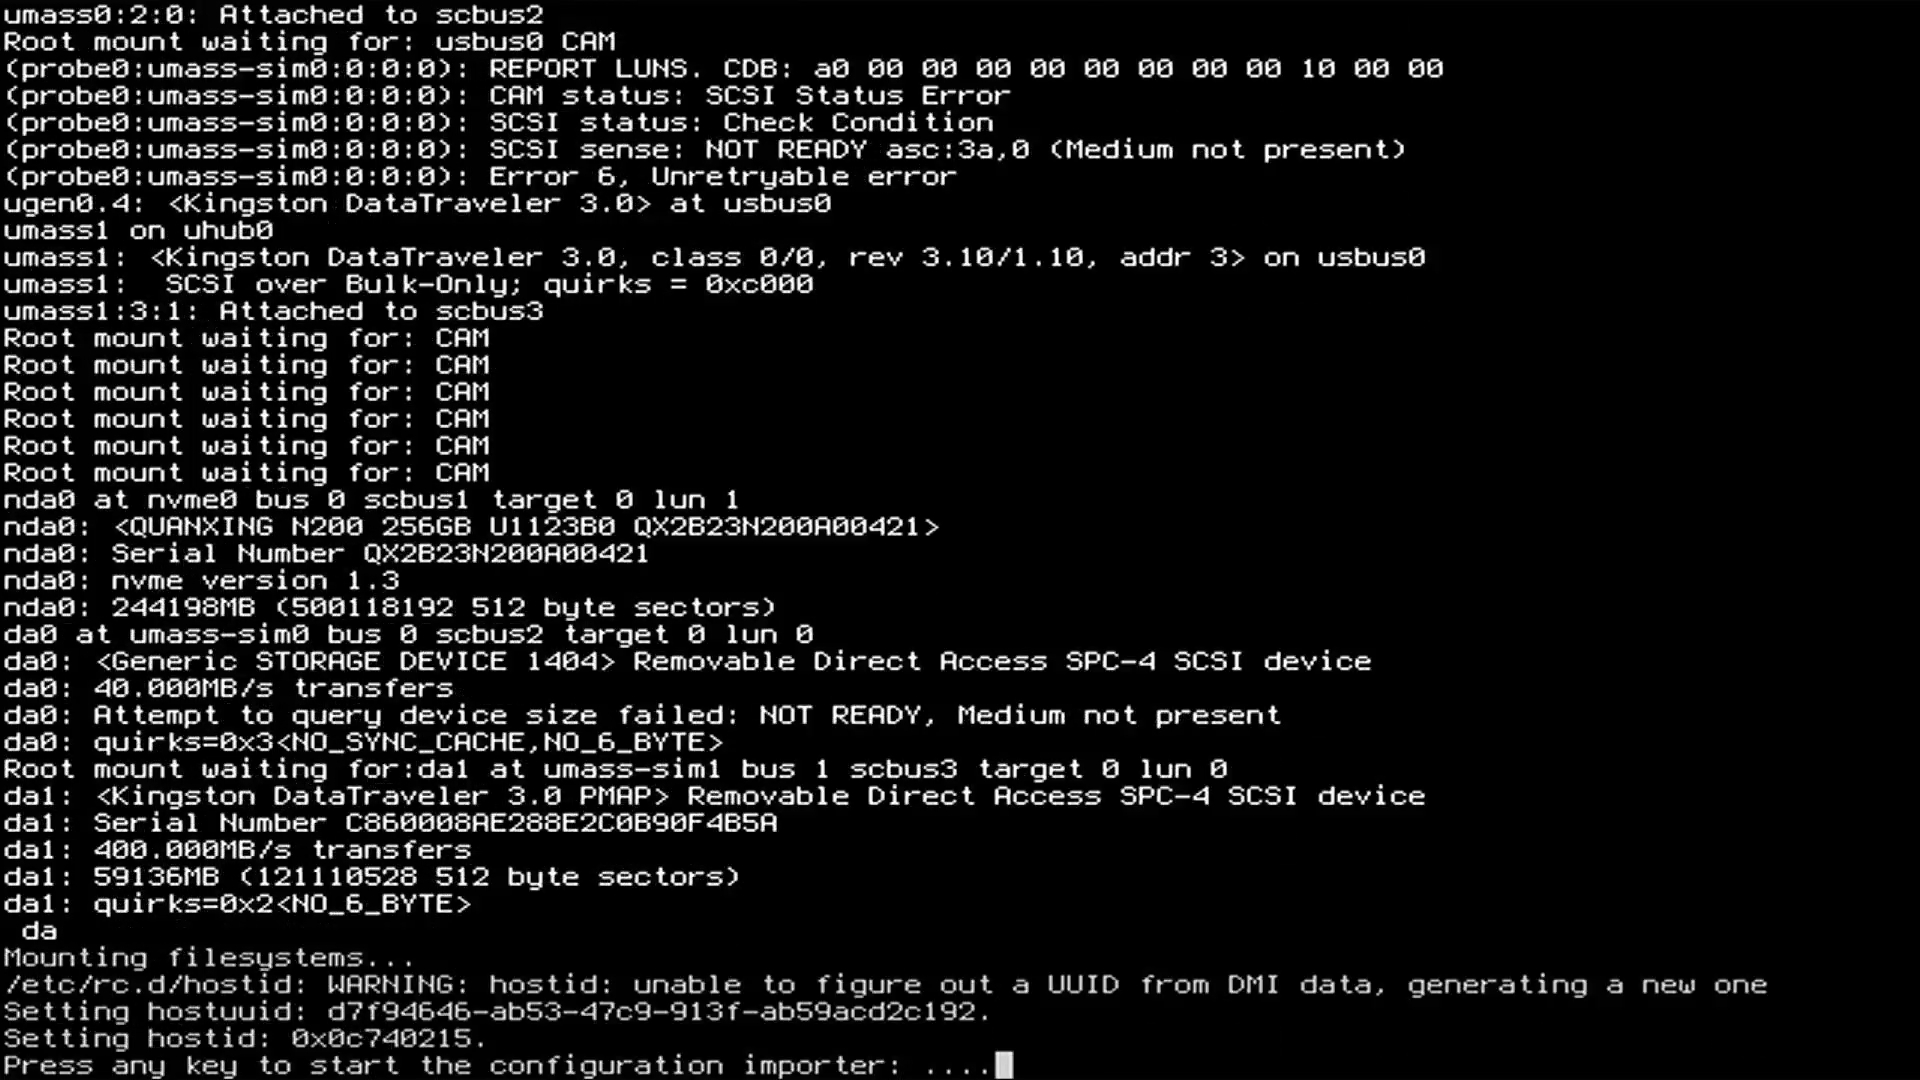 umass0:2:0: Attached to scbus2
Root mount waiting for: usbus0 CAM
(probe0:umass-sim0:0:0:0): REPORT LUNS. CDB: a0 00 00 00 00 00 00 00 00 10 00 00
(probe0:umass-sim0:0:0:0): CAM status: SCSI Status Error
(probe0:umass-sim0:0:0:0): SCSI status: Check Condition
(probe0:umass-sim0:0:0:0): SCSI sense: NOT READY asc:3a,0 (Medium not present)
(probe0:umass-sim0:0:0:0): Error 6, Unretryable error
ugen0.4: <Kingston DataTraveler 3.0> at usbus0
umass1 on uhub0
umass1: <Kingston DataTraveler 3.0, class 0/0, rev 3.10/1.10, addr 3> on usbus0
umass1:  SCSI over Bulk-Only; quirks = 0xc000
umass1:3:1: Attached to scbus3
Root mount waiting for: CAM
Root mount waiting for: CAM
Root mount waiting for: CAM
Root mount waiting for: CAM
Root mount waiting for: CAM
Root mount waiting for: CAM
nda0 at nvme0 bus 0 scbus1 target 0 lun 1
nda0: <QUANXING N200 256GB U1123B0 QX2B23N200A00421>
nda0: Serial Number QX2B23N200A00421
nda0: nvme version 1.3
nda0: 244198MB (500118192 512 byte sectors)
da0 at umass-sim0 bus 0 scbus2 target 0 lun 0
da0: <Generic STORAGE DEVICE 1404> Removable Direct Access SPC-4 SCSI device
da0: 40.000MB/s transfers
da0: Attempt to query device size failed: NOT READY, Medium not present
da0: quirks=0x3<NO_SYNC_CACHE,NO_6_BYTE>
Root mount waiting for:da1 at umass-sim1 bus 1 scbus3 target 0 lun 0
da1: <Kingston DataTraveler 3.0 PMAP> Removable Direct Access SPC-4 SCSI device
da1: Serial Number C860008AE288E2C0B90F4B5A
da1: 400.000MB/s transfers
da1: 59136MB (121110528 512 byte sectors)
da1: quirks=0x2<NO_6_BYTE>
 da
Mounting filesystems...
/etc/rc.d/hostid: WARNING: hostid: unable to figure out a UUID from DMI data, generating a new one
Setting hostuuid: d7f94646-ab53-47c9-913f-ab59acd2c192.
Setting hostid: 0x0c740215.
Press any key to start the configuration importer: ....